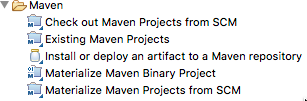 Maven
Check out Maven Projects from SCM
Existing Maven Projects
Install or deploy an artifact to a Maven repository
Materialize Maven Binary Project
Materialize Maven Projects from SCM